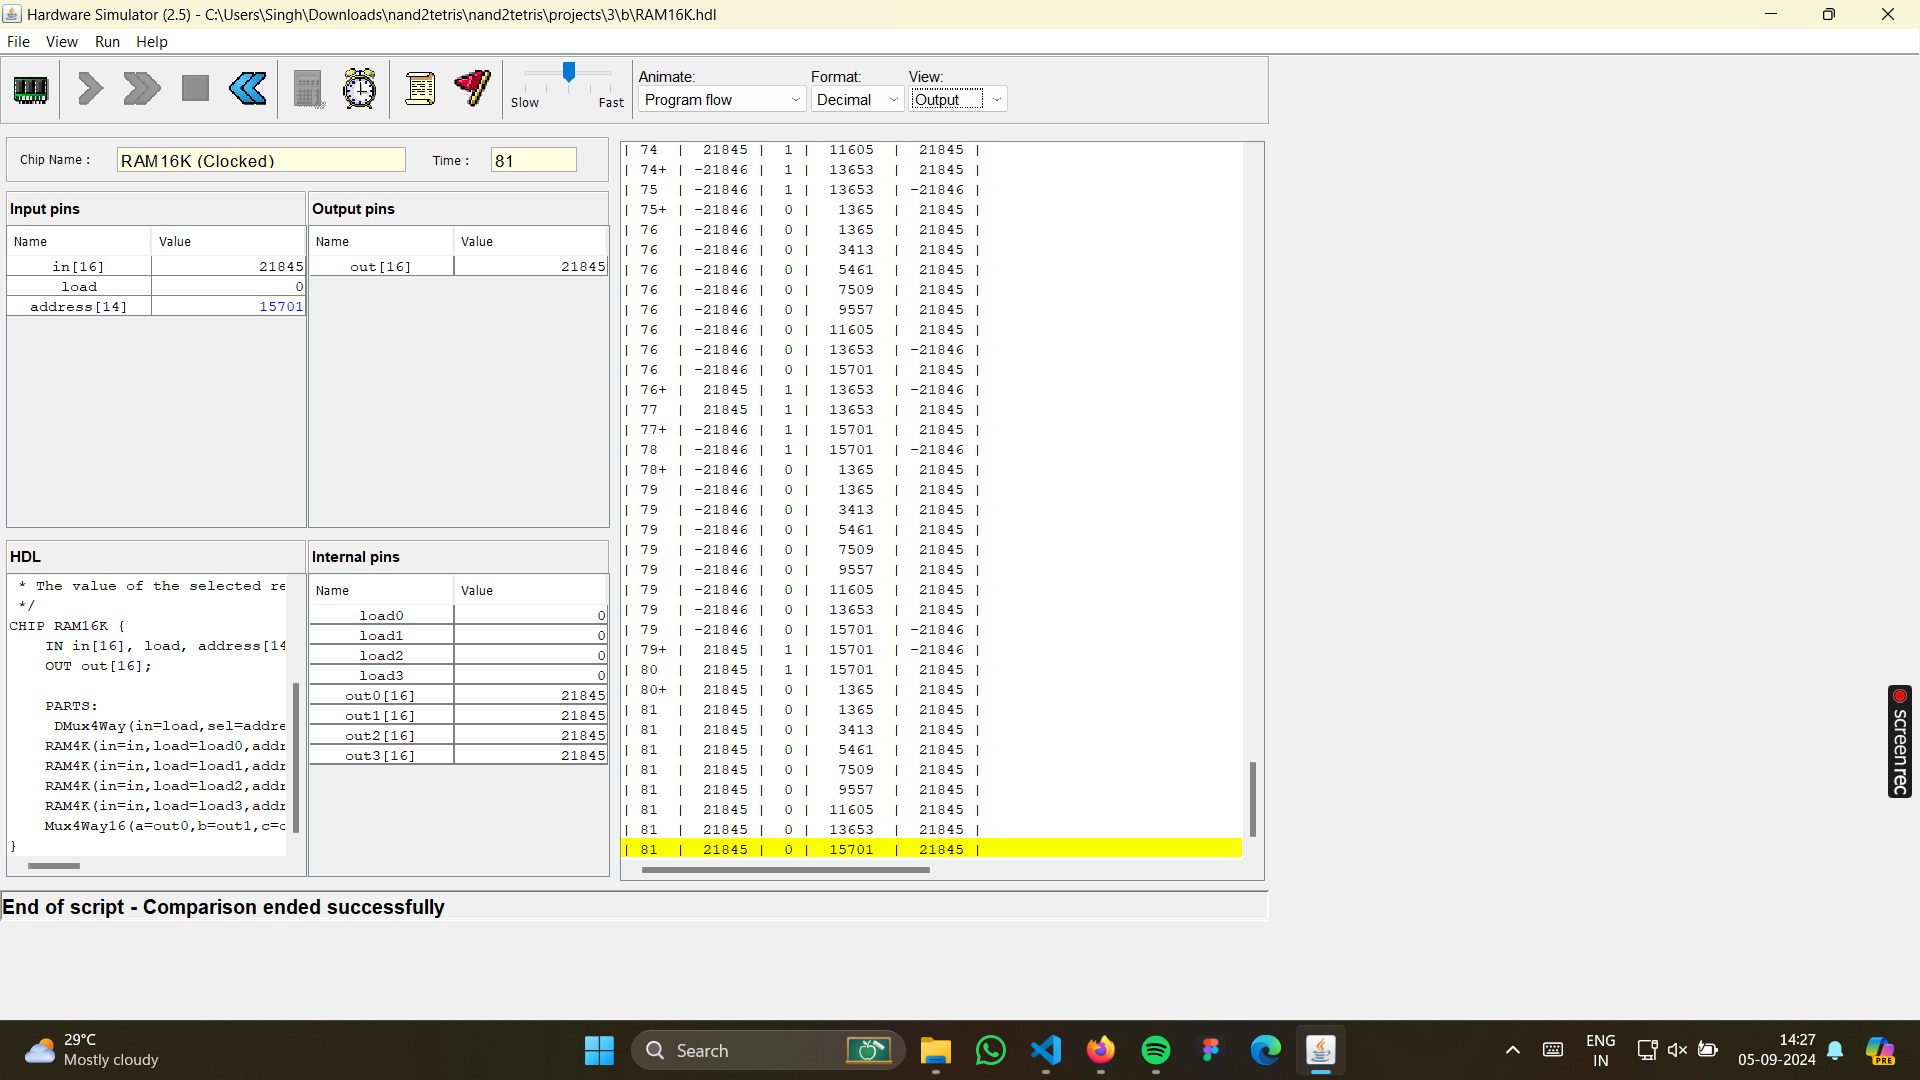 Hardware Simulator (2.5) - C:\Users\Singh\Downloads\nand2tetris\nand2tetris\projects\3\b\RAM16K.hdl
File View Run Help
Slow Fast
Animate: Format: View:
Program flow Decimal Output
Chip Name : RAM16K (Clocked) Time : 81
Input pins
Name Value
in[16] 21845
load 0
address[14] 15701
Output pins
Name Value
out[16] 21845
HDL
* The value of the selected re
*/
CHIP RAM16K {
IN in[16], load, address[14
OUT out[16];
PARTS:
DMux4Way(in=load,sel=addre
RAM4K(in=in,load=load0,addr
RAM4K(in=in,load=load1,addr
RAM4K(in=in,load=load2,addr
RAM4K(in=in,load=load3,addr
Mux4Way16(a=out0,b=out1,c=o
}
Internal pins
Name Value
load0 0
load1 0
load2 0
load3 0
out0[16] 21845
out1[16] 21845
out2[16] 21845
out3[16] 21845
| 74 | 21845 | 1 | 11605 | 21845 |
| 74+ | -21846 | 1 | 13653 | 21845 |
| 75 | -21846 | 1 | 13653 | -21846 |
| 75+ | -21846 | 0 | 1365 | 21845 |
| 76 | -21846 | 0 | 1365 | 21845 |
| 76 | -21846 | 0 | 3413 | 21845 |
| 76 | -21846 | 0 | 5461 | 21845 |
| 76 | -21846 | 0 | 7509 | 21845 |
| 76 | -21846 | 0 | 9557 | 21845 |
| 76 | -21846 | 0 | 11605 | 21845 |
| 76 | -21846 | 0 | 13653 | -21846 |
| 76 | -21846 | 0 | 15701 | 21845 |
| 76+ | 21845 | 1 | 13653 | -21846 |
| 77 | 21845 | 1 | 13653 | 21845 |
| 77+ | -21846 | 1 | 15701 | 21845 |
| 78 | -21846 | 1 | 15701 | -21846 |
| 78+ | -21846 | 0 | 1365 | 21845 |
| 79 | -21846 | 0 | 1365 | 21845 |
| 79 | -21846 | 0 | 3413 | 21845 |
| 79 | -21846 | 0 | 5461 | 21845 |
| 79 | -21846 | 0 | 7509 | 21845 |
| 79 | -21846 | 0 | 9557 | 21845 |
| 79 | -21846 | 0 | 11605 | 21845 |
| 79 | -21846 | 0 | 13653 | 21845 |
| 79 | -21846 | 0 | 15701 | -21846 |
| 79+ | 21845 | 1 | 15701 | -21846 |
| 80 | 21845 | 1 | 15701 | 21845 |
| 80+ | 21845 | 0 | 1365 | 21845 |
| 81 | 21845 | 0 | 1365 | 21845 |
| 81 | 21845 | 0 | 3413 | 21845 |
| 81 | 21845 | 0 | 5461 | 21845 |
| 81 | 21845 | 0 | 7509 | 21845 |
| 81 | 21845 | 0 | 9557 | 21845 |
| 81 | 21845 | 0 | 11605 | 21845 |
| 81 | 21845 | 0 | 13653 | 21845 |
| 81 | 21845 | 0 | 15701 | 21845 |
End of script - Comparison ended successfully
screen rec
29°C
Mostly cloudy
Search
ENG
IN
14:27
05-09-2024
PRE